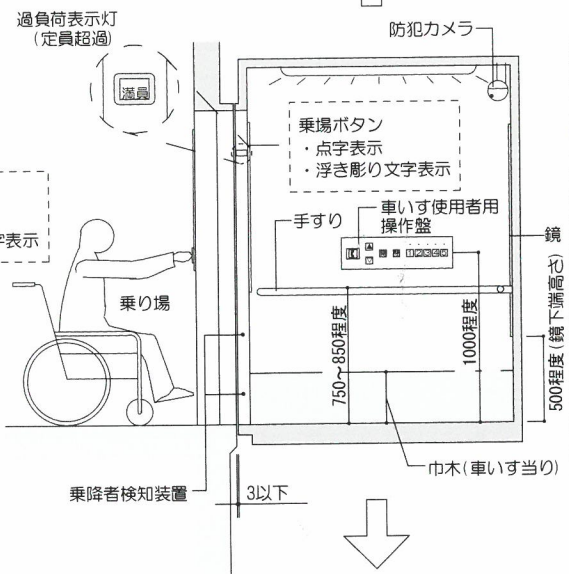 過負荷表示灯
(定員超過)
満員
防犯カメラ
乗場ボタン
・点字表示
・浮き彫り文字表示
字表示
車いす使用者用
操作盤
手すり
鏡
乗り場
750〜850程度
1000程度
500程度(鏡下端高さ)
巾木(車いす当り)
乗降者検知装置
3以下